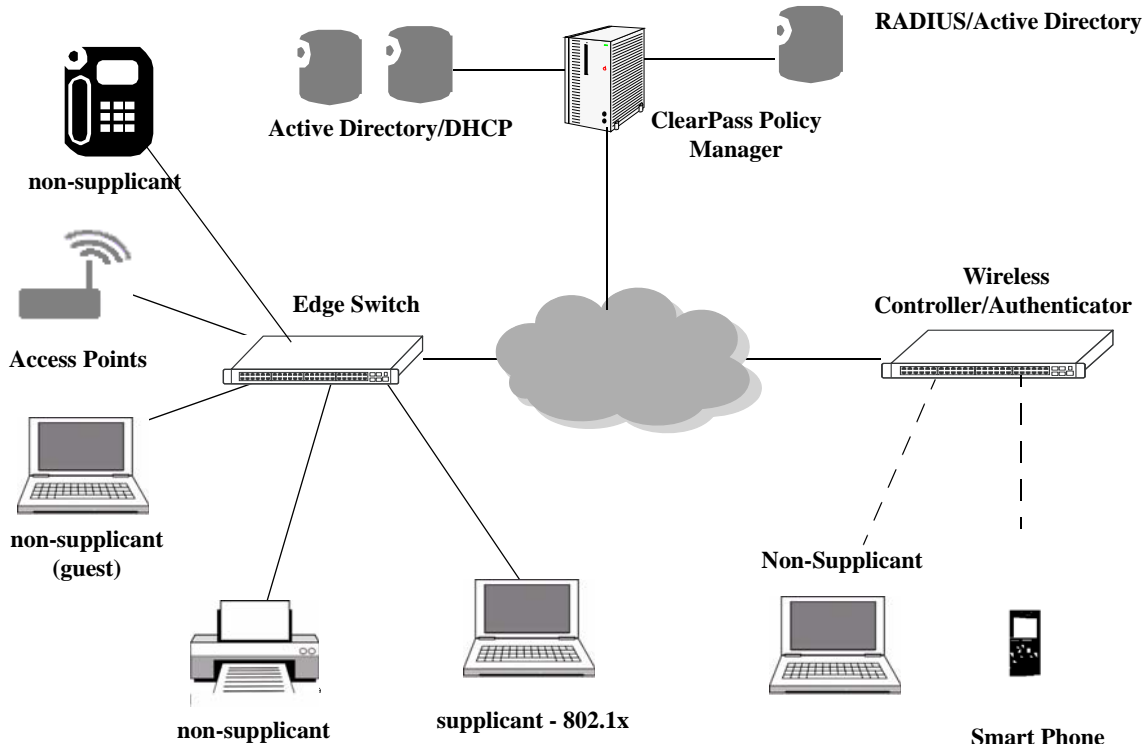 RADIUS/Active Directory
Active Directory/DHCP
ClearPass Policy
Manager
non-supplicant
Edge Switch
Wireless
Controller/Authenticator
Access Points
non-supplicant
(guest)
Non-Supplicant
non-supplicant
supplicant - 802.1x
Smart Phone